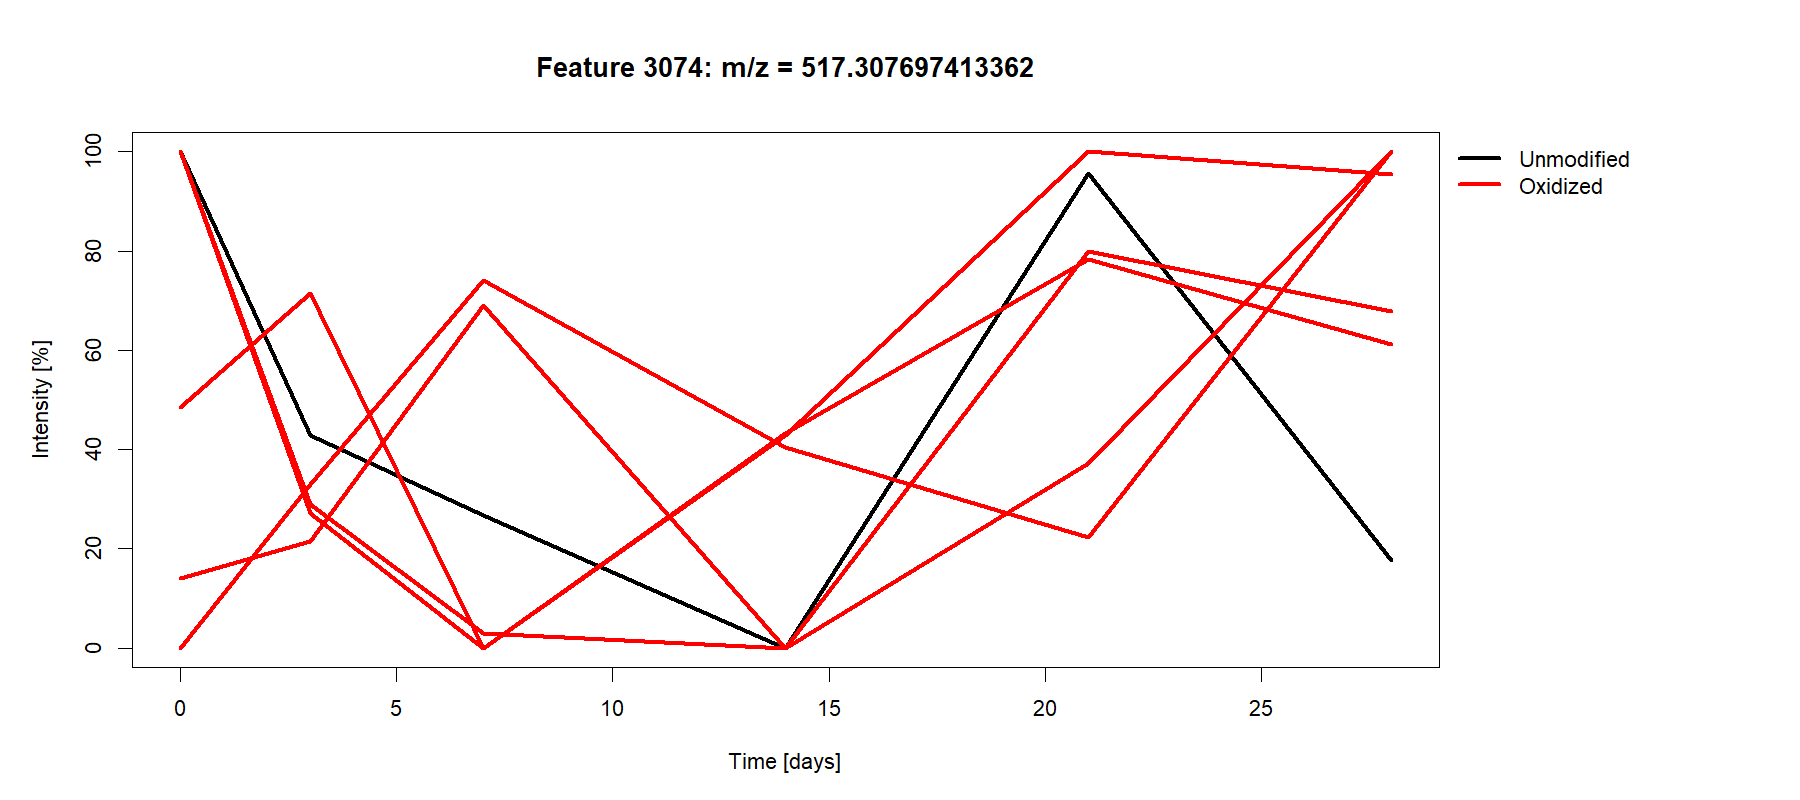 Feature 3074: m/z = 517.307697413362
Unmodified
Oxidized
Intensity [%]
100
80
60
40
20
0
0 5 10 15 20 25
Time [days]